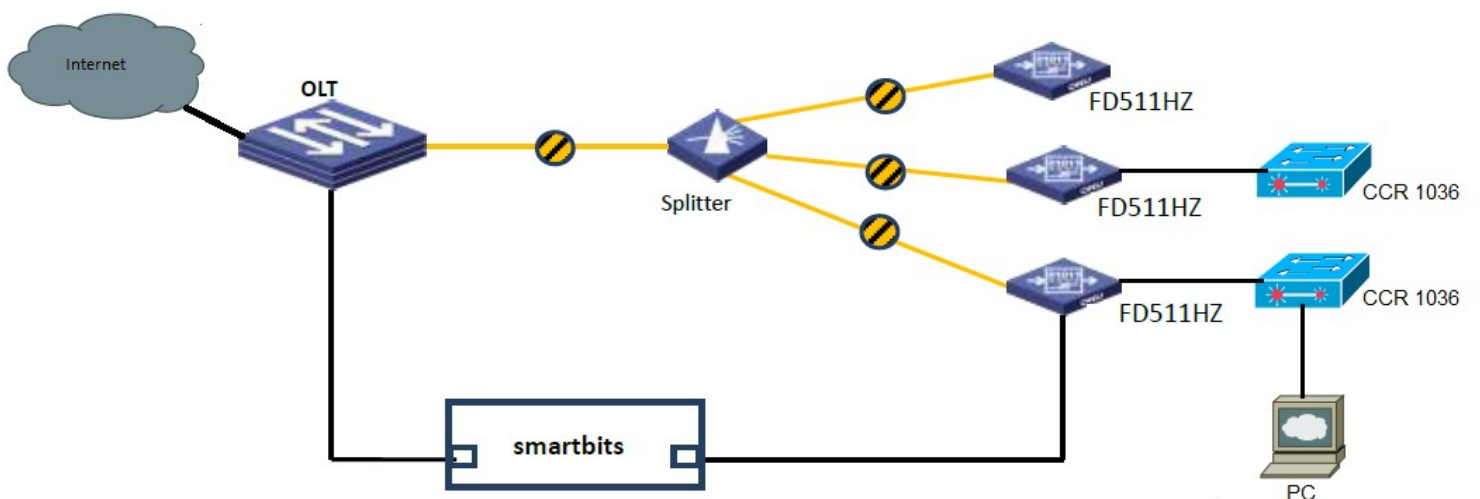 Internet
OLT
Splitter
FD511HZ
FD511HZ
CCR 1036
FD511HZ
CCR 1036
smartbits
PC